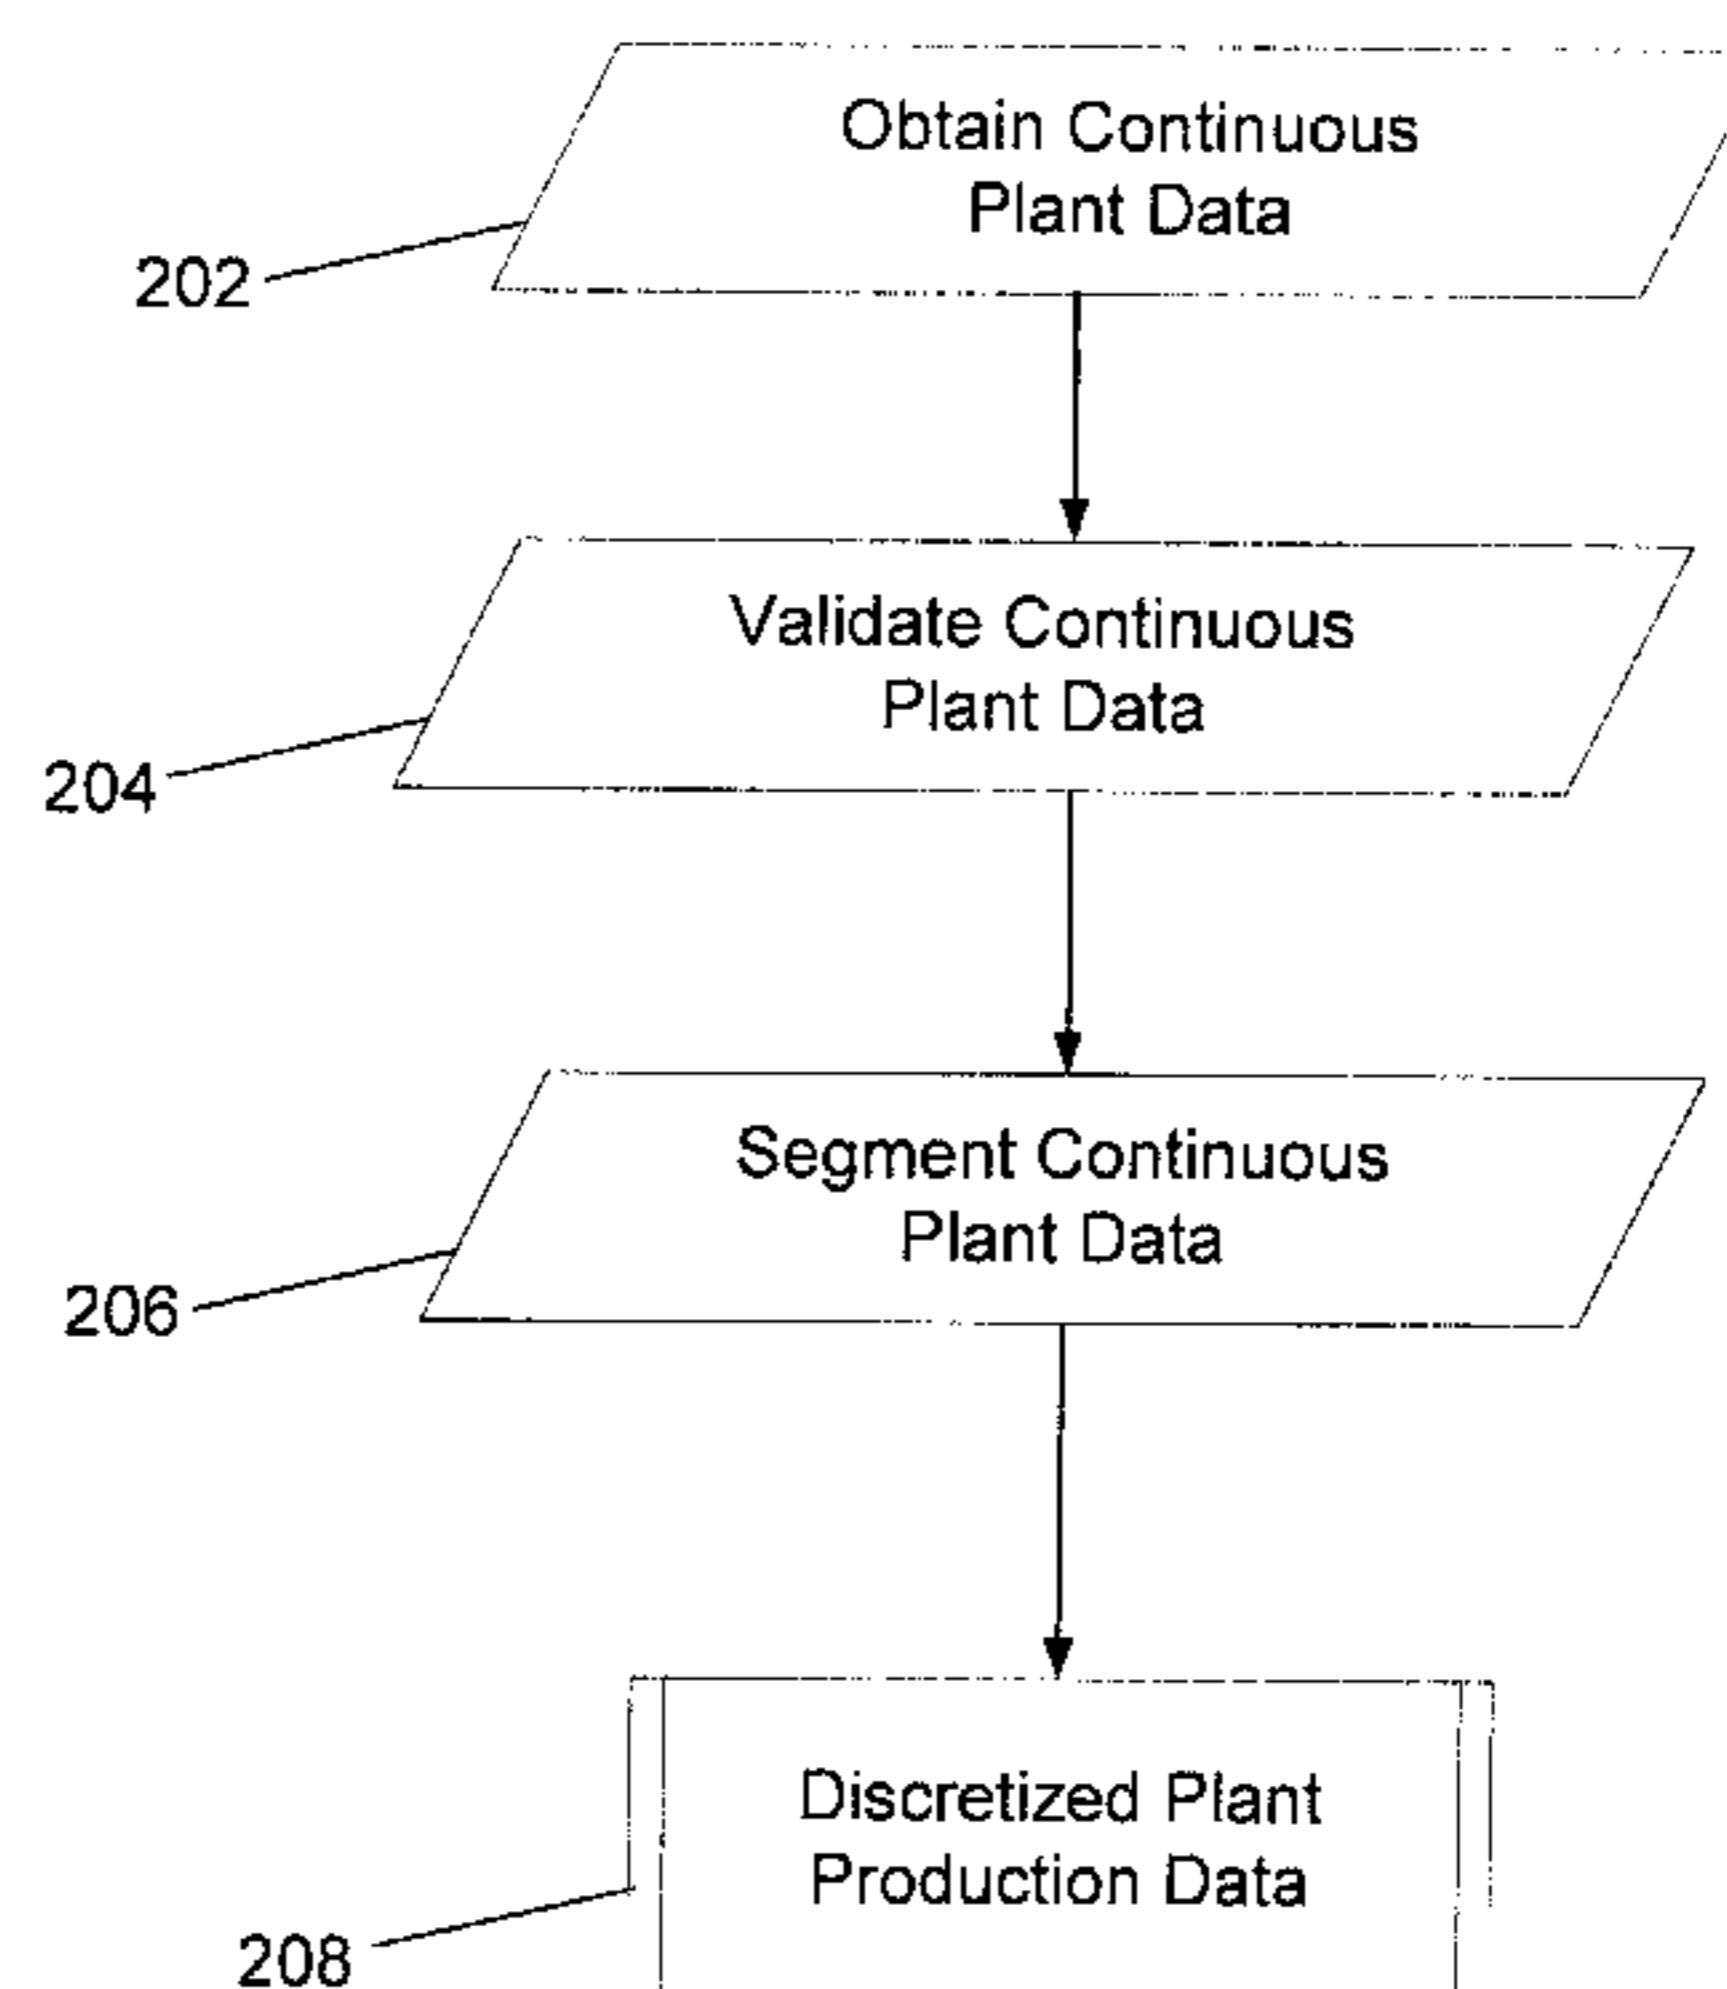 Obtain Continuous
Plant Data
202
Validate Continuous
Plant Data
204
Segment Continuous
Plant Data
206
Discretized Plant
Production Data
208